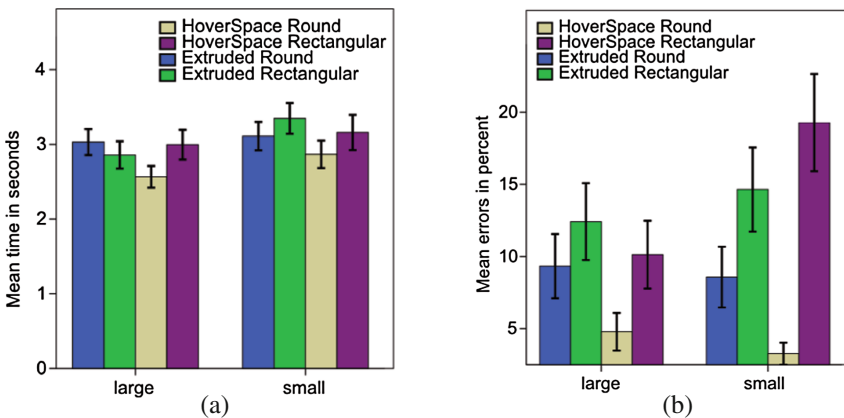 HoverSpace Round
HoverSpace Rectangular
Extruded Round
Extruded Rectangular
4
3
2
1
0
Mean time in seconds
large
small
(a)
HoverSpace Round
HoverSpace Rectangular
Extruded Round
Extruded Rectangular
20
15
10
5
Mean errors in percent
large
small
(b)